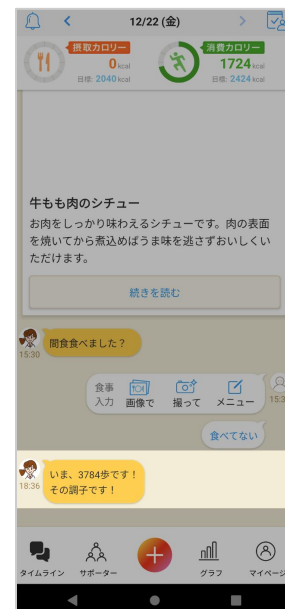 12/22 (金)
摂取カロリー
0 kcal
目標: 2040 kcal
消費カロリー
1724 kcal
目標: 2424 kcal
牛もも肉のシチュー
お肉をしっかり味わえるシチューです。肉の表面
を焼いてから煮込めばうま味を逃さずおいしくい
ただけます。
続きを読む
間食食べました？
15:30
食事
入力
画像で
撮って
メニュー
15:3
食べてない
いま、3784歩です！
その調子です！
18:36
タイムライン
サポーター
グラフ
マイページ